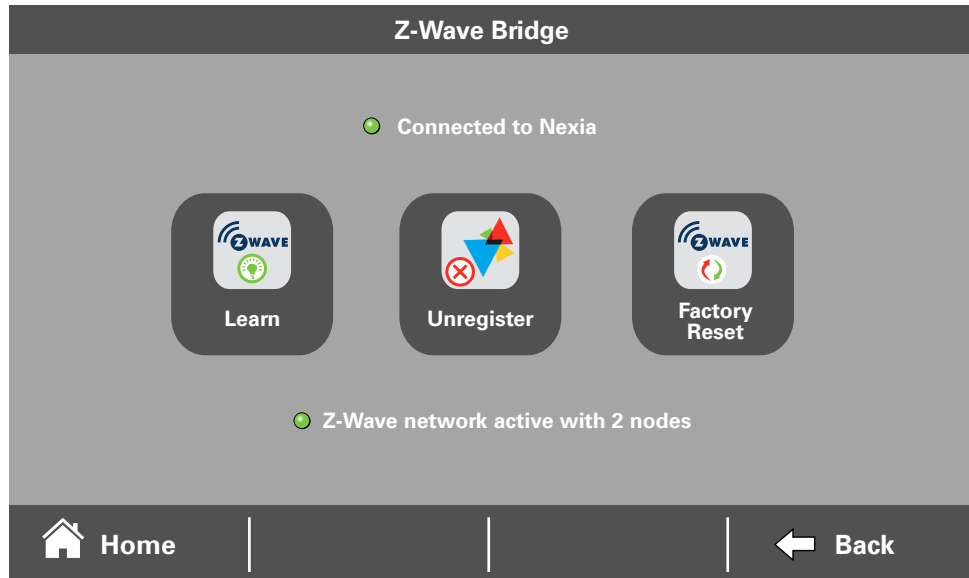 Z-Wave Bridge
Connected to Nexia
ZWAVE
Learn
Unregister
ZWAVE
Factory
Reset
Z-Wave network active with 2 nodes
Home
Back